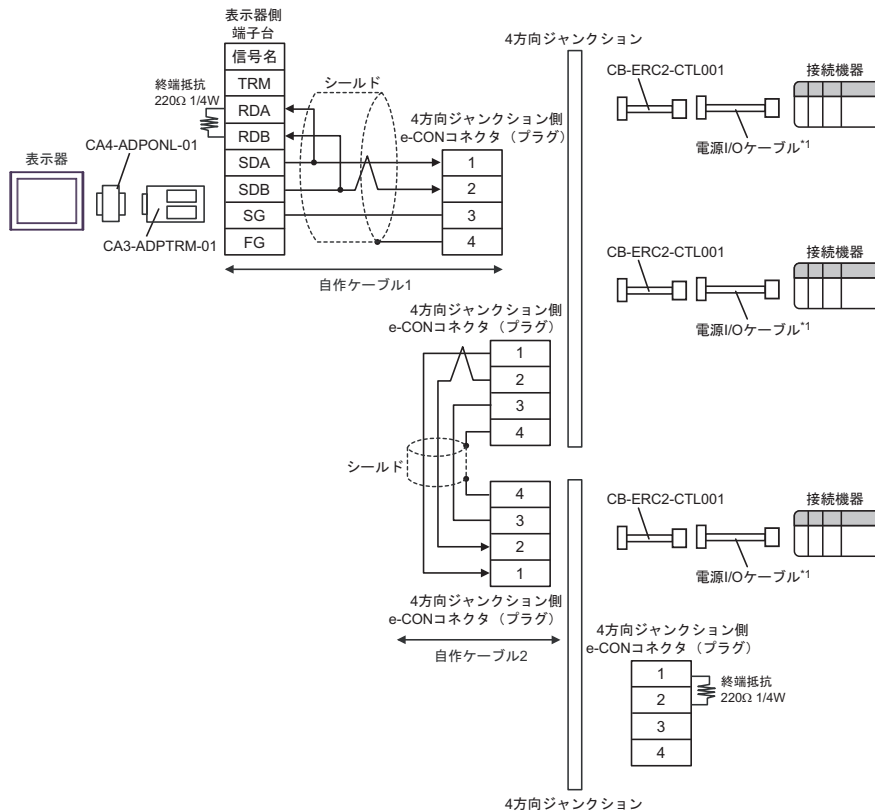 表示器側
端子台
信号名
TRM
RDA
RDB
SDA
SDB
SG
FG
終端抵抗
220Ω 1/4W
シールド
4方向ジャンクション側
e-CONコネクタ（プラグ）
1
2
3
4
表示器
CA4-ADPONL-01
CA3-ADPTRM-01
自作ケーブル1
4方向ジャンクション
CB-ERC2-CTL001
接続機器
電源I/Oケーブル*1
CB-ERC2-CTL001
接続機器
電源I/Oケーブル*1
4方向ジャンクション側
e-CONコネクタ（プラグ）
1
2
3
4
シールド
4
3
2
1
4方向ジャンクション側
e-CONコネクタ（プラグ）
自作ケーブル2
CB-ERC2-CTL001
接続機器
電源I/Oケーブル*1
4方向ジャンクション側
e-CONコネクタ（プラグ）
1
2
3
4
終端抵抗
220Ω 1/4W
4方向ジャンクション